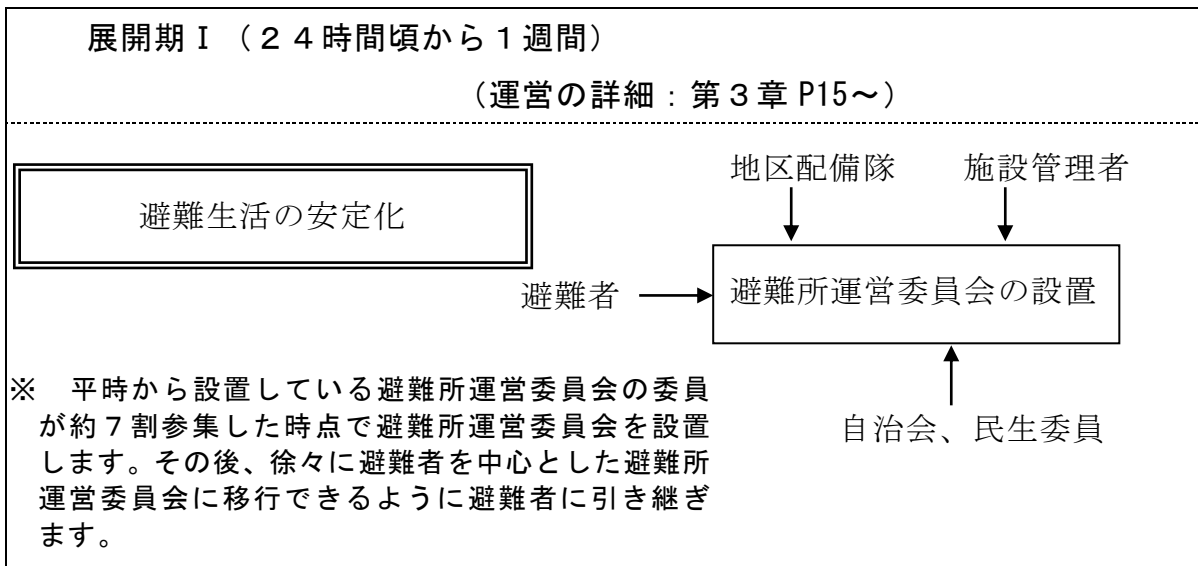 展開期Ⅰ（２４時間頃から１週間）
（運営の詳細：第３章 P15～）
地区配備隊 施設管理者
避難生活の安定化
避難者 避難所運営委員会の設置
※ 平時から設置している避難所運営委員会の委員
が約７割参集した時点で避難所運営委員会を設置
します。その後、徐々に避難者を中心とした避難所
運営委員会に移行できるように避難者に引き継ぎ
ます。
自治会、民生委員